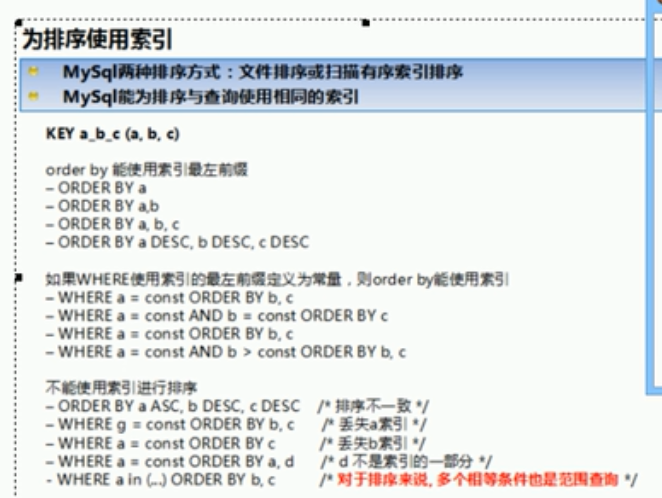 为排序使用索引
MySql两种排序方式：文件排序或扫描有序索引排序
MySql能为排序与查询使用相同的索引
KEY a_b_c (a, b, c)
order by 能使用索引最左前缀
– ORDER BY a
– ORDER BY a,b
– ORDER BY a, b, c
– ORDER BY a DESC, b DESC, c DESC
如果WHERE使用索引的最左前缀定义为常量，则order by能使用索引
– WHERE a = const ORDER BY b, c
– WHERE a = const AND b = const ORDER BY c
– WHERE a = const ORDER BY b, c
– WHERE a = const AND b > const ORDER BY b, c
不能使用索引进行排序
– ORDER BY a ASC, b DESC, c DESC /* 排序不一致 */
– WHERE g = const ORDER BY b, c /* 丢失a索引 */
– WHERE a = const ORDER BY c /* 丢失b索引 */
– WHERE a = const ORDER BY a, d /* d 不是索引的一部分 */
- WHERE a in (...) ORDER BY b, c /* 对于排序来说, 多个相等条件也是范围查询 */